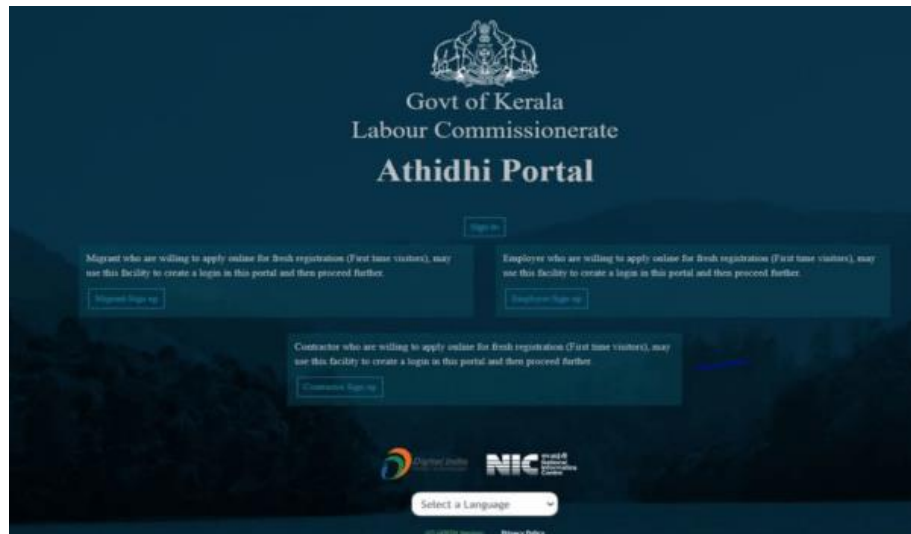 Govt of Kerala
Labour Commissionerate
Athidhi Portal
Sign in
Migrant who are willing to apply online for fresh registration (First time visitors), may
use this facility to create a login in this portal and then proceed further.
Migrant Sign up
Employer who are willing to apply online for fresh registration (First time visitors), may
use this facility to create a login in this portal and then proceed further.
Employer Sign up
Contractor who are willing to apply online for fresh registration (First time visitors), may
use this facility to create a login in this portal and then proceed further.
Contractor Sign up
Digital India
NIC
National
Informatics
Centre
Select a Language
Privacy Policy